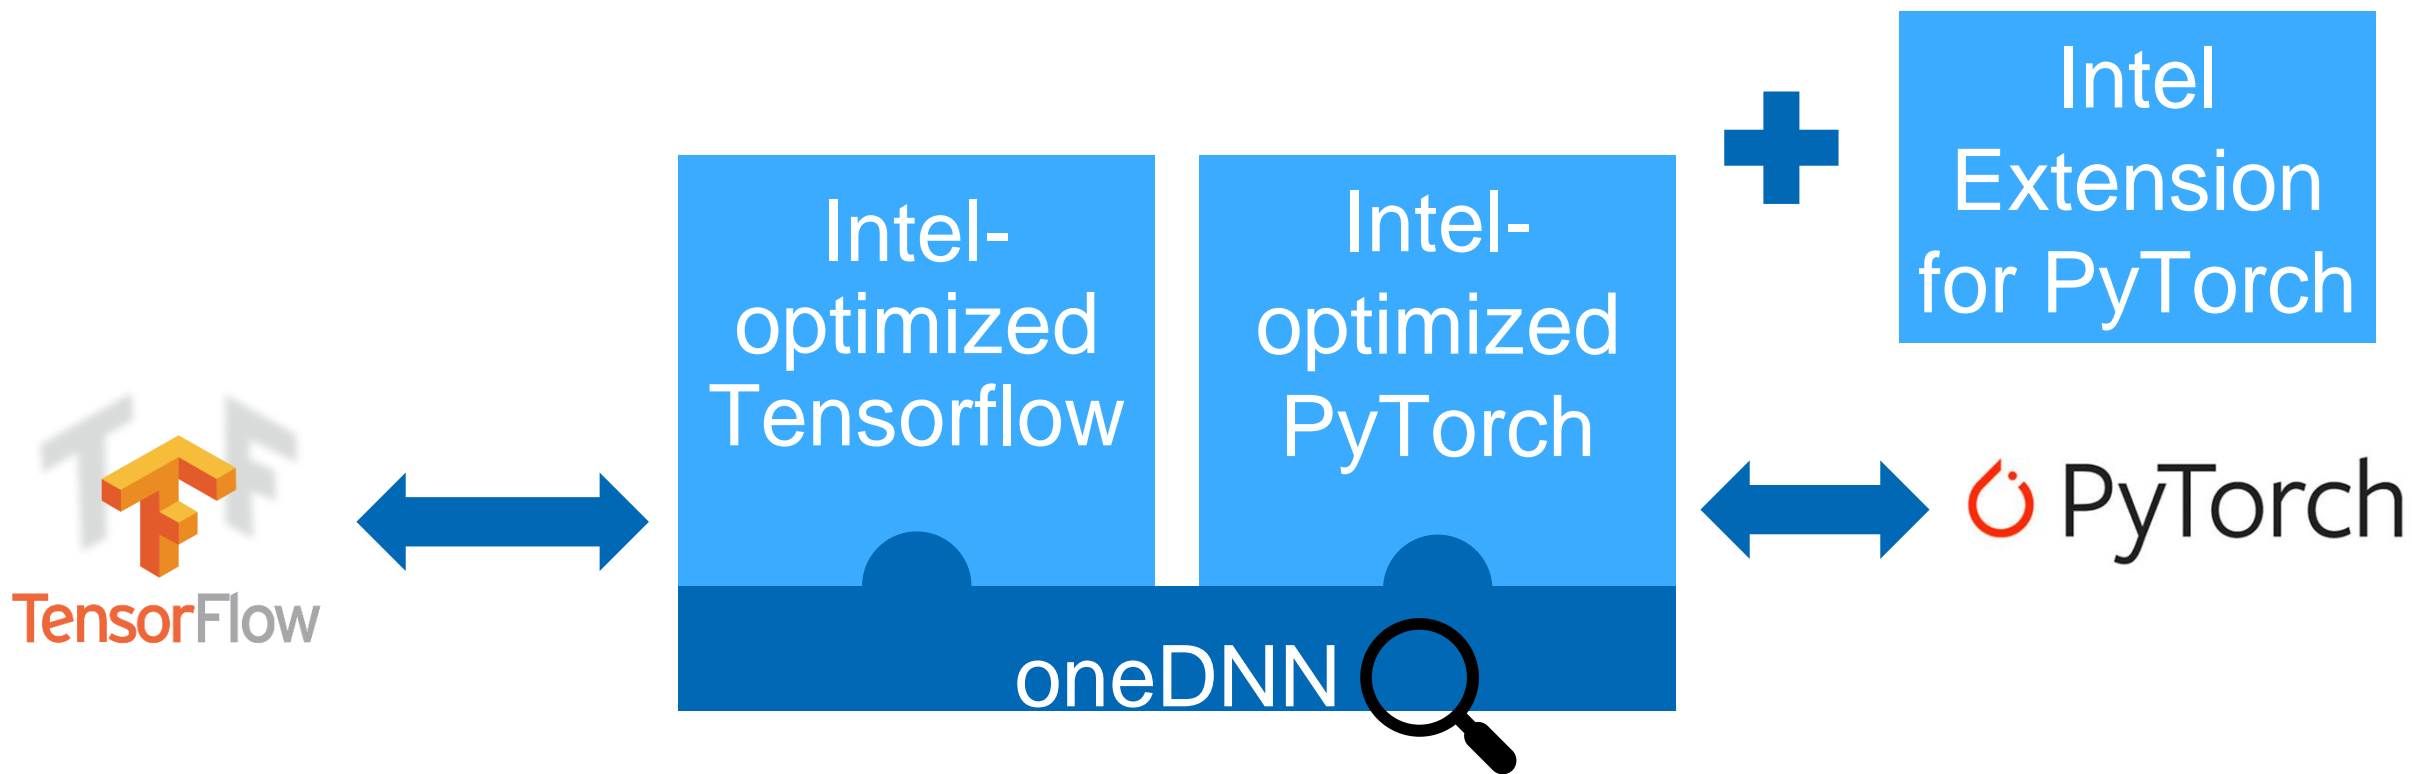 Intel
Extension
for PyTorch
Intel-
optimized
Tensorflow
Intel-
optimized
PyTorch
TensorFlow
PyTorch
oneDNN